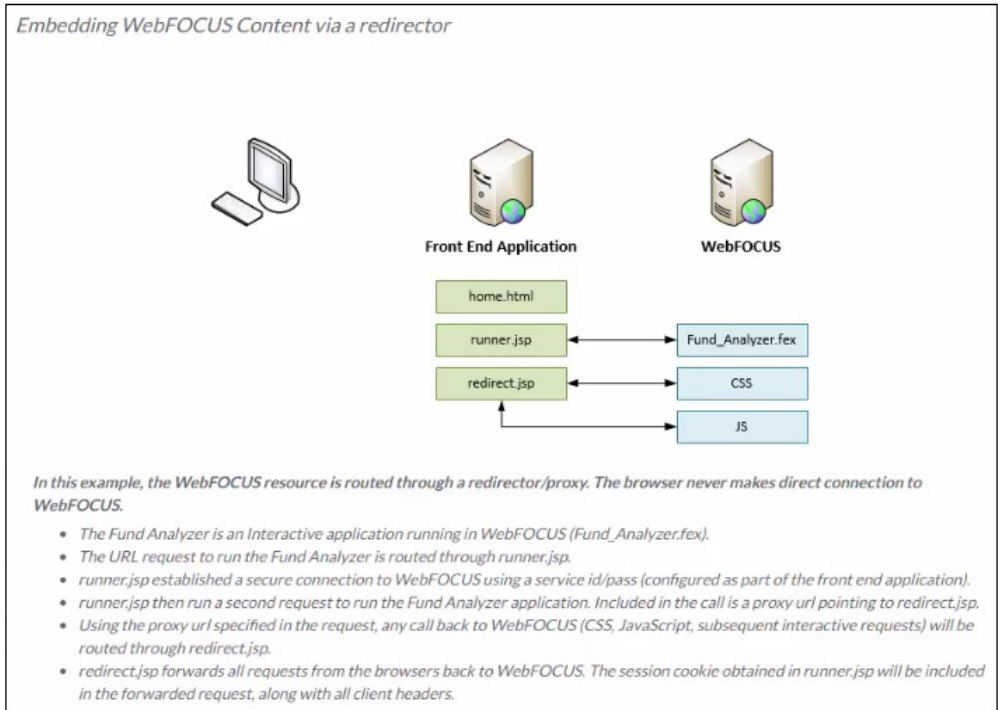 Embedding WebFOCUS Content via a redirector
Front End Application
WebFOCUS
home.html
runner.jsp
Fund_Analyzer.fex
redirect.jsp
CSS
JS
In this example, the WebFOCUS resource is routed through a redirector/proxy. The browser never makes direct connection to
WebFOCUS.
• The Fund Analyzer is an Interactive application running in WebFOCUS (Fund_Analyzer.fex).
• The URL request to run the Fund Analyzer is routed through runner.jsp.
• runner.jsp established a secure connection to WebFOCUS using a service id/pass (configured as part of the front end application).
• runner.jsp then run a second request to run the Fund Analyzer application. Included in the call is a proxy url pointing to redirect.jsp.
• Using the proxy url specified in the request, any call back to WebFOCUS (CSS, JavaScript, subsequent interactive requests) will be
routed through redirect.jsp.
• redirect.jsp forwards all requests from the browsers back to WebFOCUS. The session cookie obtained in runner.jsp will be included
in the forwarded request, along with all client headers.